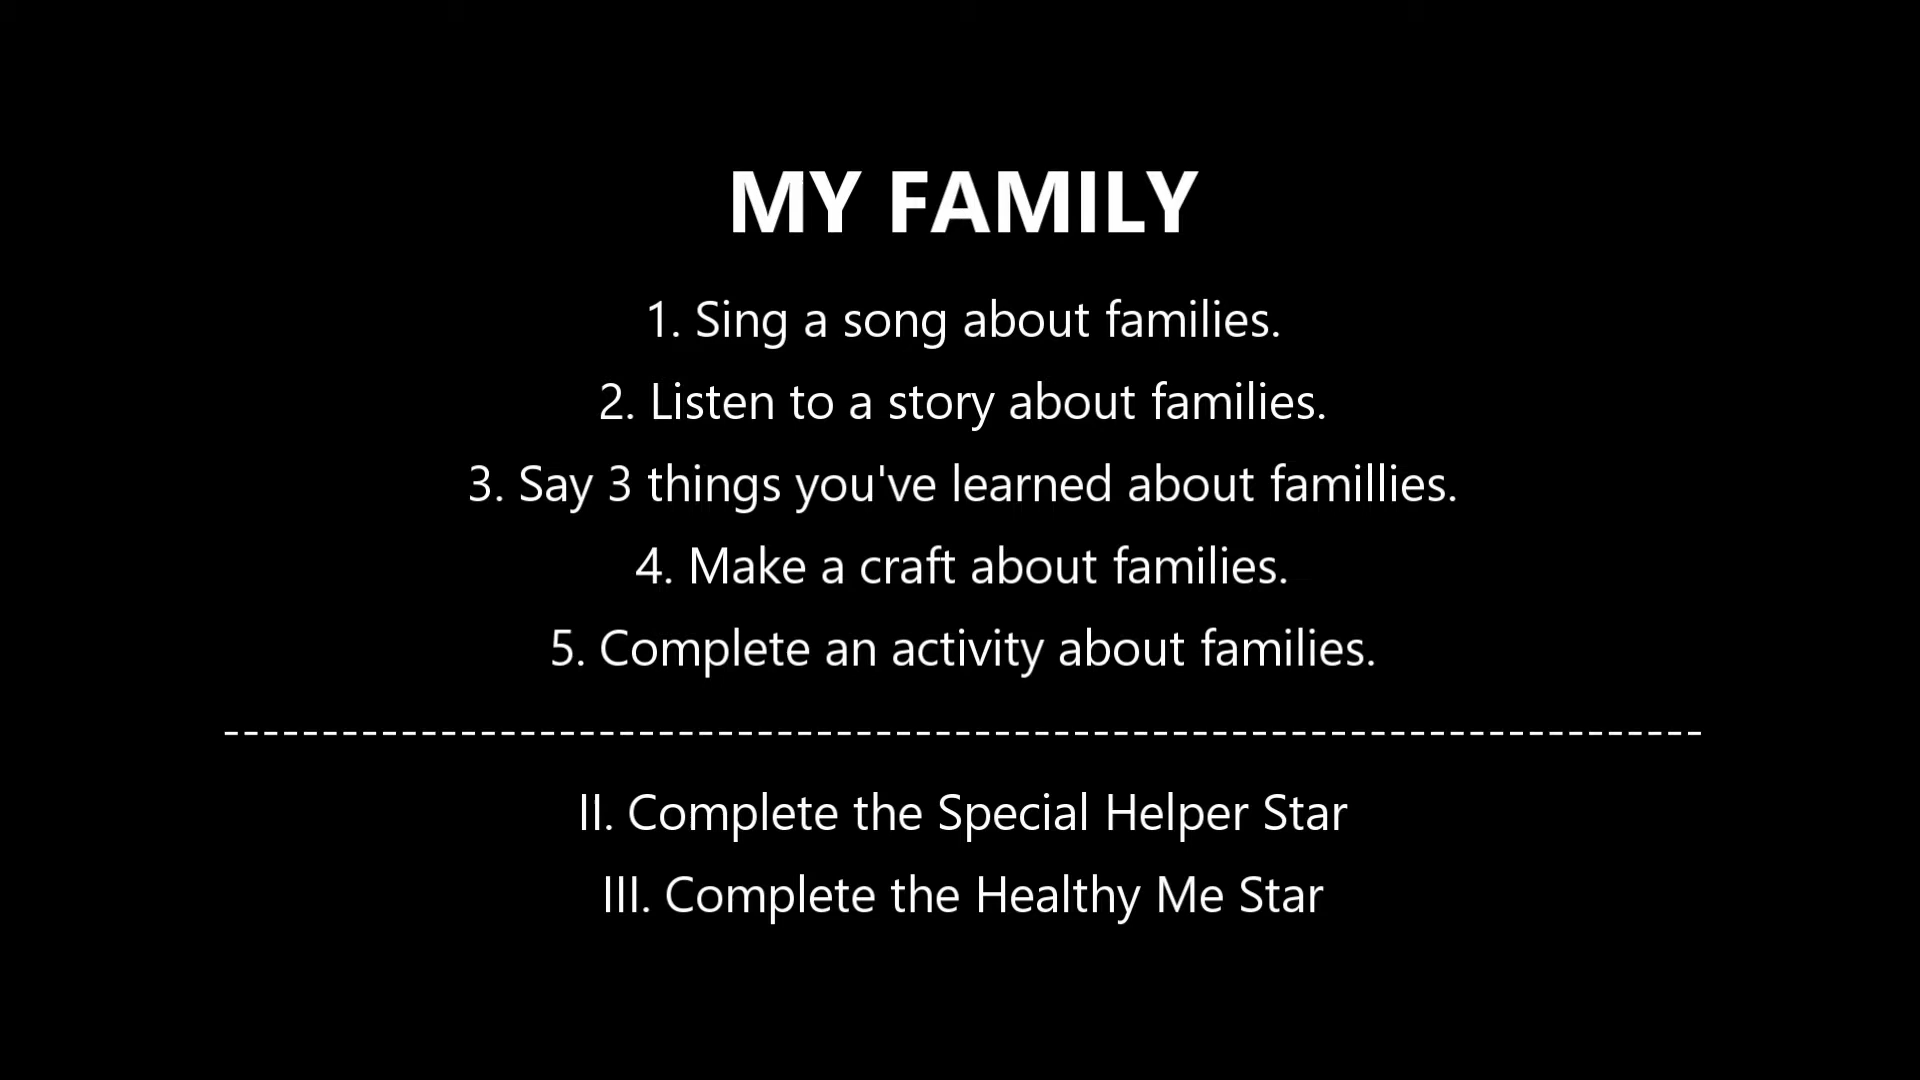 MY FAMILY
1. Sing a song about families.
2. Listen to a story about families.
3. Say 3 things you've learned about famillies.
4. Make a craft about families.
5. Complete an activity about families.
---------------------------------------------------------------------------
II. Complete the Special Helper Star
III. Complete the Healthy Me Star